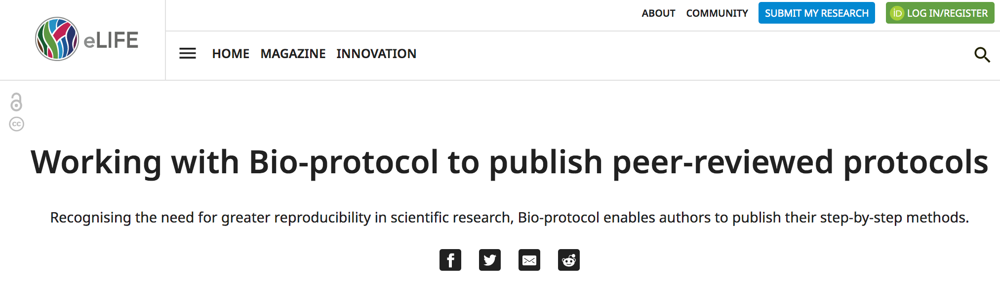 ABOUT COMMUNITY SUBMIT MY RESEARCH iD LOG IN/REGISTER
eLIFE
HOME MAGAZINE INNOVATION
cc
Working with Bio-protocol to publish peer-reviewed protocols
Recognising the need for greater reproducibility in scientific research, Bio-protocol enables authors to publish their step-by-step methods.